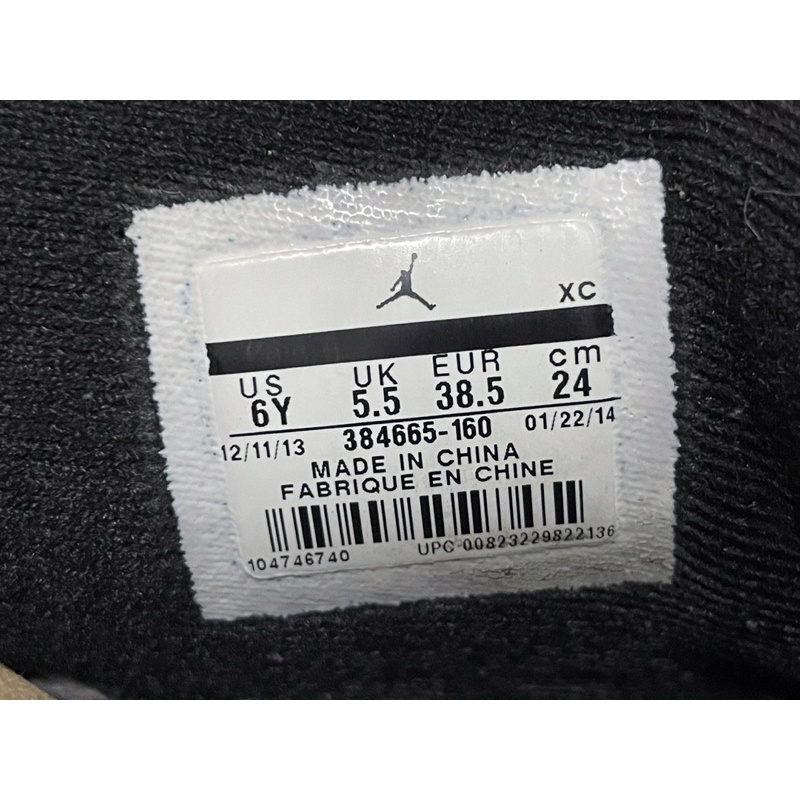 XC
US UK EUR cm
6Y 5.5 38.5 24
12/11/13 384665-160 01/22/14
MADE IN CHINA
FABRIQUE EN CHINE
104746740 UPC-00823229822136